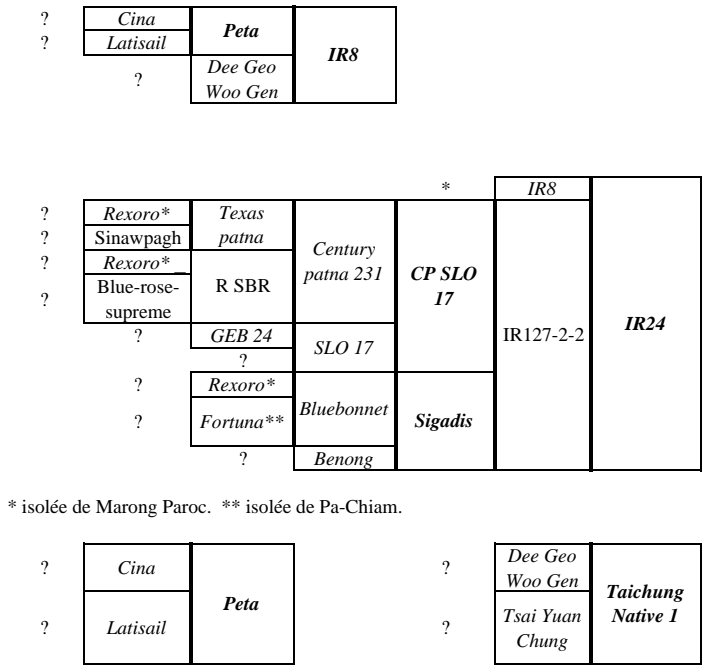 ? Cina Peta IR8
? Latisail
? Dee Geo
Woo Gen
* IR8 IR24
? Rexoro* Texas
patna Century
patna 231 CP SLO
17 IR127-2-2
? Sinawpagh
? Rexoro*_ R SBR
? Blue-rose-
supreme
? GEB 24 SLO 17
?
? Rexoro* Bluebonnet Sigadis
? Fortuna**
? Benong
* isolée de Marong Paroc. ** isolée de Pa-Chiam.
? Cina Peta
? Latisail
? Dee Geo
Woo Gen Taichung
Native 1
? Tsai Yuan
Chung